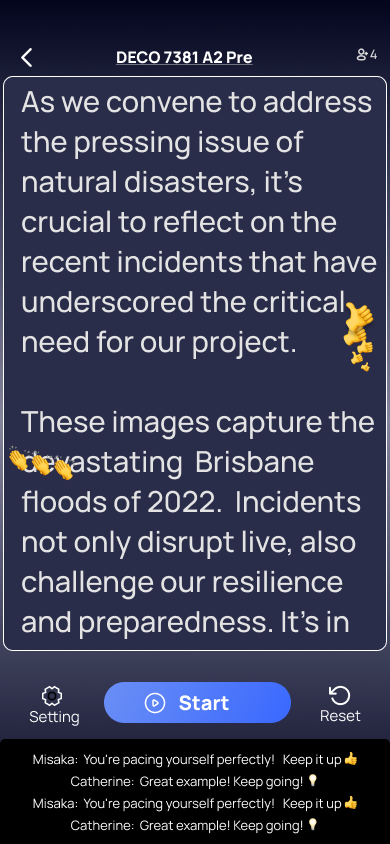 DECO 7381 A2 Pre
4
As we convene to address
the pressing issue of
natural disasters, it's
crucial to reflect on the
recent incidents that have
underscored the critical
need for our project.
These images capture the
devastating Brisbane
floods of 2022. Incidents
not only disrupt live, also
challenge our resilience
and preparedness. It's in
Setting
Start
Reset
Misaka: You're pacing yourself perfectly! Keep it up 👍
Catherine: Great example! Keep going! 💡
Misaka: You're pacing yourself perfectly! Keep it up 👍
Catherine: Great example! Keep going! 💡